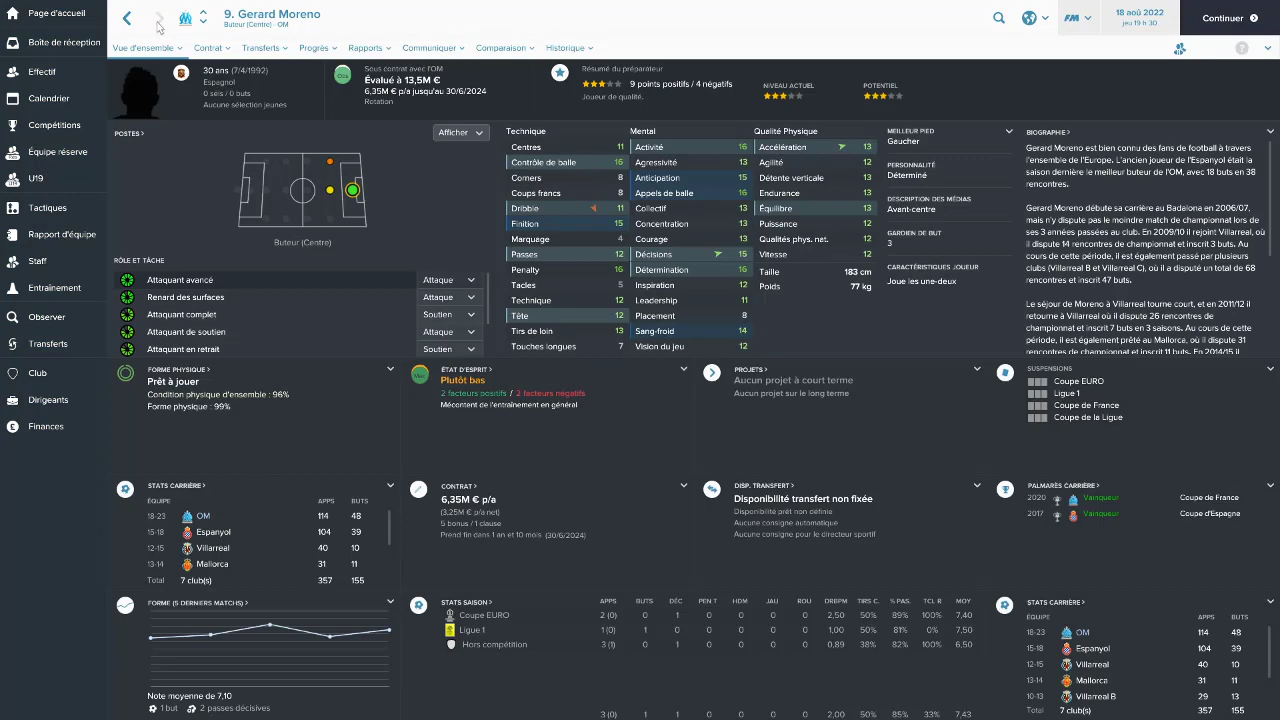 Page d'accueil
Boîte de réception
Effectif
Calendrier
Compétitions
Équipe réserve
U19
Tactiques
Rapport d'équipe
Staff
Entrainement
Observer
Transferts
Club
Dirigeants
Finances
9. Gerard Moreno
Buteur (Centre) - OM
FM
18 aoû 2022
jeu 19 h 30
Continuer
Vue d'ensemble
Contrat
Transferts
Progrès
Rapports
Communiquer
Comparaison
Historique
30 ans (7/4/1992)
Espagnol
0 séls / 0 buts
Aucune sélection jeunes
Sous contrat avec l'OM
Évalué à 13,5M €
6,35M € p/a jusqu'au 30/6/2024
Rotation
Résumé du préparateur
9 points positifs / 4 négatifs
Joueur de qualité.
NIVEAU ACTUEL
POTENTIEL
POSTES
Afficher
Buteur (Centre)
RÔLE ET TÂCHE
Attaquant avancé Attaque
Renard des surfaces Attaque
Attaquant complet Soutien
Attaquant de soutien Attaque
Attaquant en retrait Soutien
Technique
Centres 11
Contrôle de balle 16
Corners 8
Coups francs 8
Dribble 11
Finition 15
Marquage 4
Passes 12
Penalty 16
Tacles 5
Technique 12
Tête 12
Tirs de loin 13
Touches longues 7
Mental
Activité 16
Agressivité 13
Anticipation 15
Appels de balle 16
Collectif 13
Concentration 13
Courage 13
Décisions 15
Détermination 16
Inspiration 12
Leadership 11
Placement 8
Sang-froid 14
Vision du jeu 12
Qualité Physique
Accélération 13
Agilité 12
Détente verticale 13
Endurance 12
Équilibre 13
Puissance 12
Qualités phys. nat. 12
Vitesse 12
Taille 183 cm
Poids 77 kg
MEILLEUR PIED
Gaucher
PERSONNALITÉ
Déterminé
DESCRIPTION DES MÉDIAS
Avant-centre
GARDIEN DE BUT
3
CARACTÉRISTIQUES JOUEUR
Joue les une-deux
BIOGRAPHIE
Gerard Moreno est bien connu des fans de football à travers
l'ensemble de l'Europe. L'ancien joueur de l'Espanyol était la
saison dernière le meilleur buteur de l'OM, avec 18 buts en 38
rencontres.
Gerard Moreno débute sa carrière au Badalona en 2006/07,
mais n'y dispute pas le moindre match de championnat lors de
ses 3 années passées au club. En 2009/10 il rejoint Villarreal, où
il dispute 14 rencontres de championnat et inscrit 3 buts. Au
cours de cette période, il est également passé par plusieurs
clubs (Villarreal B et Villarreal C), où il a disputé un total de 68
rencontres et inscrit 47 buts.
Le séjour de Moreno à Villarreal tourne court, et en 2011/12 il
retourne à Villarreal où il dispute 26 rencontres de
championnat et inscrit 7 buts en 3 saisons. Au cours de cette
période, il est également prêté au Mallorca, où il dispute 31
rencontres de championnat et inscrit 11 buts. En 2014/15 il
FORME PHYSIQUE
Prêt à jouer
Condition physique d'ensemble : 96%
Forme physique : 99%
ÉTAT D'ESPRIT
Plutôt bas
2 facteurs positifs / 2 facteurs négatifs
Mécontent de l'entraînement en général
PROJETS
Aucun projet à court terme
Aucun projet sur le long terme
SUSPENSIONS
Coupe EURO
Ligue 1
Coupe de France
Coupe de la Ligue
STATS CARRIÈRE
ÉQUIPE APPS BUTS
18-23 OM 114 48
15-18 Espanyol 104 39
12-15 Villarreal 40 10
13-14 Mallorca 31 11
Total 7 club(s) 357 155
CONTRAT
6,35M € p/a
(3,25M € p/a net)
5 bonus / 1 clause
Prend fin dans 1 an et 10 mois (30/6/2024)
DISP. TRANSFERT
Disponibilité transfert non fixée
Disponibilité prêt non définie
Aucune consigne automatique
Aucune consigne pour le directeur sportif
PALMARÈS CARRIÈRE
2020 Vainqueur Coupe de France
2017 Vainqueur Coupe d'Espagne
FORME (5 DERNIERS MATCHS)
Note moyenne de 7,10
1 but 2 passes décisives
STATS SAISON APPS BUTS DÉC PEN T HDM JAU ROU DRBPM TIRS C. % PAS. TCL R MOY
Coupe EURO 2 (0) 0 1 0 0 0 0 2,50 50% 89% 100% 7,40
Ligue 1 1 (0) 1 0 0 0 0 0 1,00 50% 81% 0% 7,50
Hors compétition 3 (1) 0 1 0 0 0 0 0,89 38% 82% 100% 6,50
3 (0) 1 1 0 0 0 0 2,00 50% 85% 33% 7,43
STATS CARRIÈRE
ÉQUIPE APPS BUTS
18-23 OM 114 48
15-18 Espanyol 104 39
12-15 Villarreal 40 10
13-14 Mallorca 31 11
10-13 Villarreal B 29 13
Total 7 club(s) 357 155